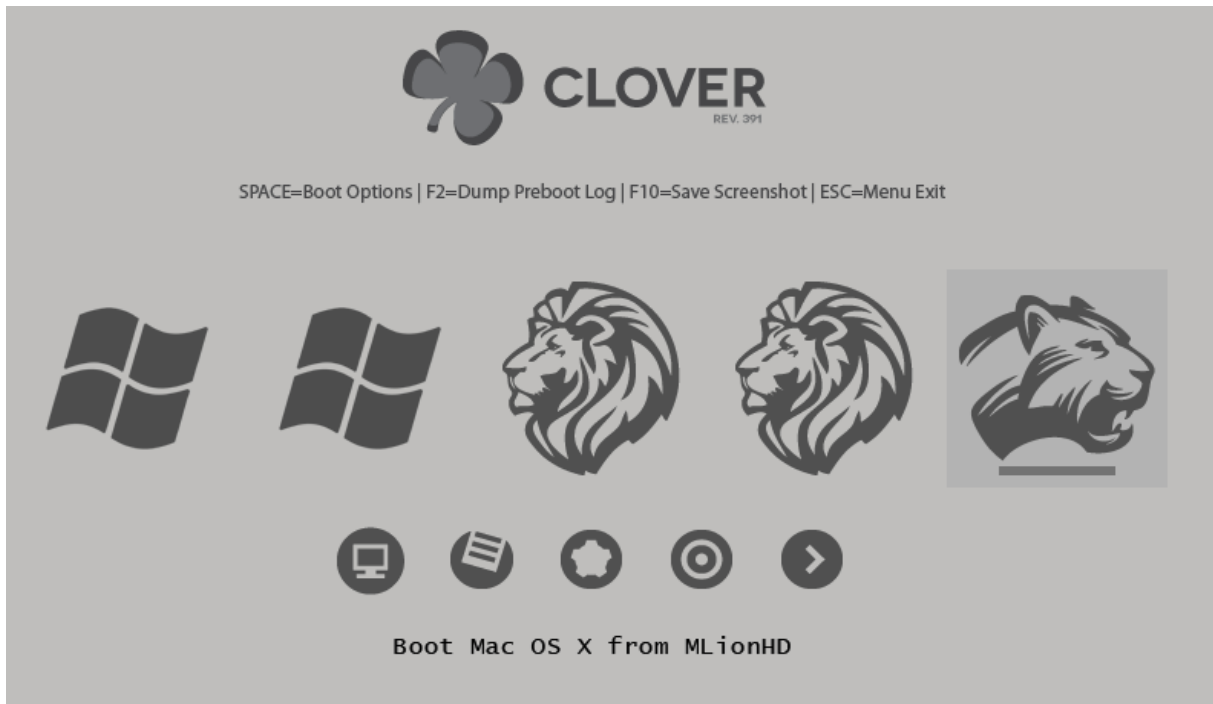 CLOVER
REV. 391
SPACE=Boot Options | F2=Dump Preboot Log | F10=Save Screenshot | ESC=Menu Exit
Boot Mac OS X from MLionHD